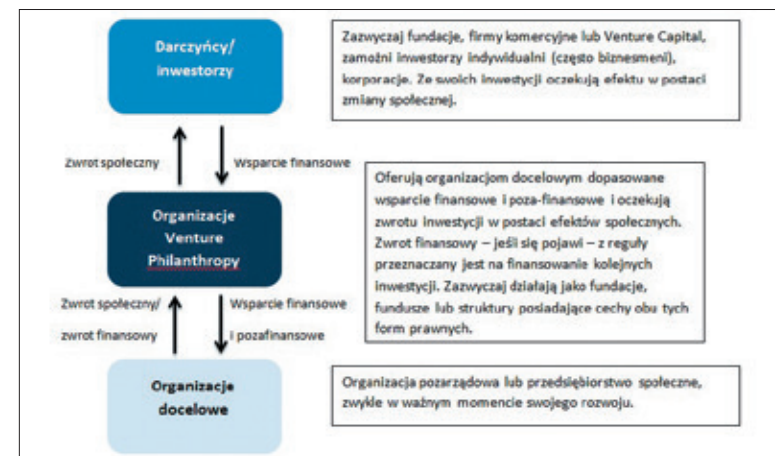 Darczyńcy/
inwestorzy
Zazwyczaj fundacje, firmy komercyjne lub Venture Capital,
zamożni inwestorzy indywidualni (często biznesmeni),
korporacje. Ze swoich inwestycji oczekują efektu w postaci
zmiany społecznej.
Zwrot społeczny
Wsparcie finansowe
Organizacje
Venture
Philanthropy
Oferują organizacjom docelowym dopasowane
wsparcie finansowe i poza-finansowe i oczekują
zwrotu inwestycji w postaci efektów społecznych.
Zwrot finansowy – jeśli się pojawi – z reguły
przeznaczany jest na finansowanie kolejnych
inwestycji. Zazwyczaj działają jako fundacje,
fundusze lub struktury posiadające cechy obu tych
form prawnych.
Zwrot społeczny/
zwrot finansowy
Wsparcie finansowe
i pozafinansowe
Organizacje
docelowe
Organizacja pozarządowa lub przedsiębiorstwo społeczne,
zwykle w ważnym momencie swojego rozwoju.